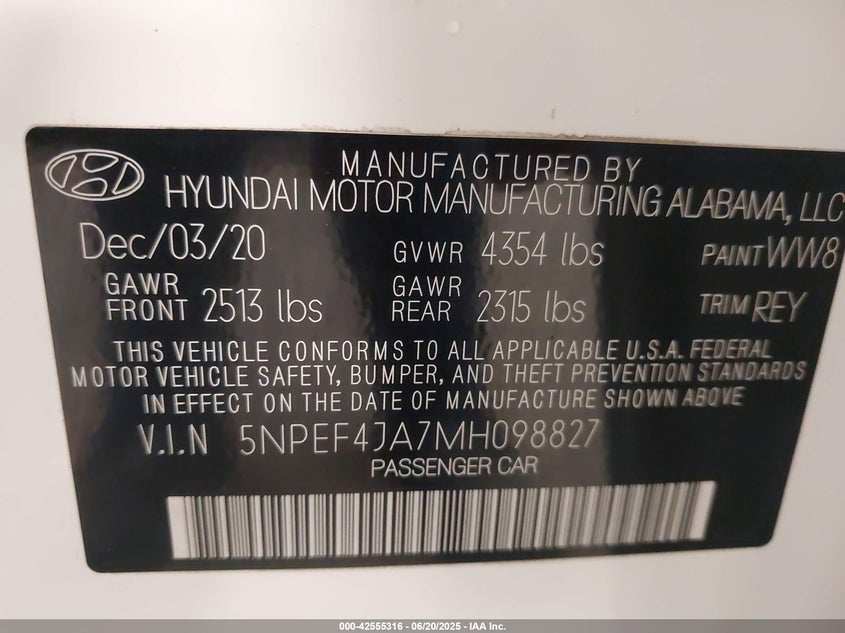 MANUFACTURED BY
HYUNDAI MOTOR MANUFACTURING ALABAMA, LLC
Dec/03/20 GVWR 4354 lbs PAINT WW8
GAWR FRONT 2513 lbs GAWR REAR 2315 lbs TRIM REY
THIS VEHICLE CONFORMS TO ALL APPLICABLE U.S.A. FEDERAL
MOTOR VEHICLE SAFETY, BUMPER, AND THEFT PREVENTION STANDARDS
IN EFFECT ON THE DATE OF MANUFACTURE SHOWN ABOVE
V.I.N 5NPEF4JA7MH098827
PASSENGER CAR
000-42555316 - 06/20/2025 - IAA Inc.